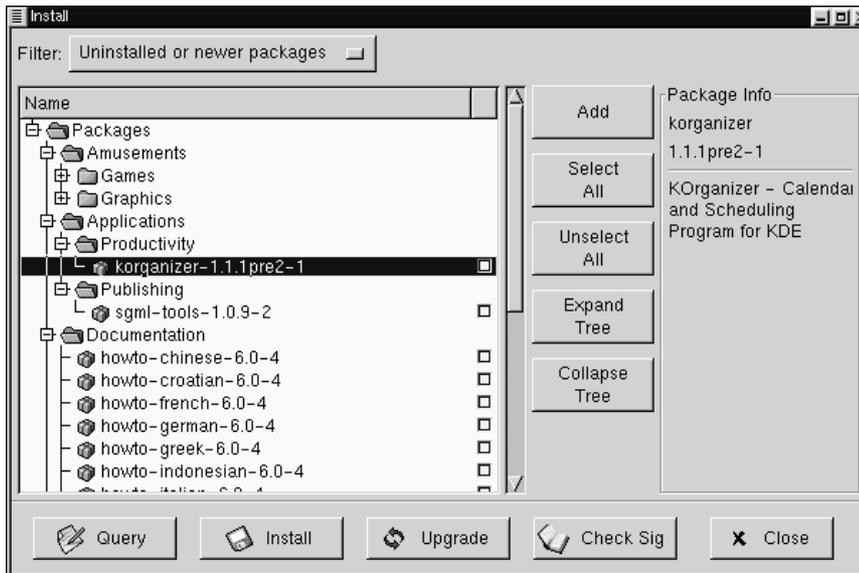 Install
Filter: Uninstalled or newer packages
Name
Packages
Amusements
Games
Graphics
Applications
Productivity
korganizer-1.1.1pre2-1
Publishing
sgml-tools-1.0.9-2
Documentation
howto-chinese-6.0-4
howto-croatian-6.0-4
howto-french-6.0-4
howto-german-6.0-4
howto-greek-6.0-4
howto-indonesian-6.0-4
Add
Select
All
Unselect
All
Expand
Tree
Collapse
Tree
Package Info
korganizer
1.1.1pre2-1
KOrganizer - Calendar
and Scheduling
Program for KDE
Query
Install
Upgrade
Check Sig
Close